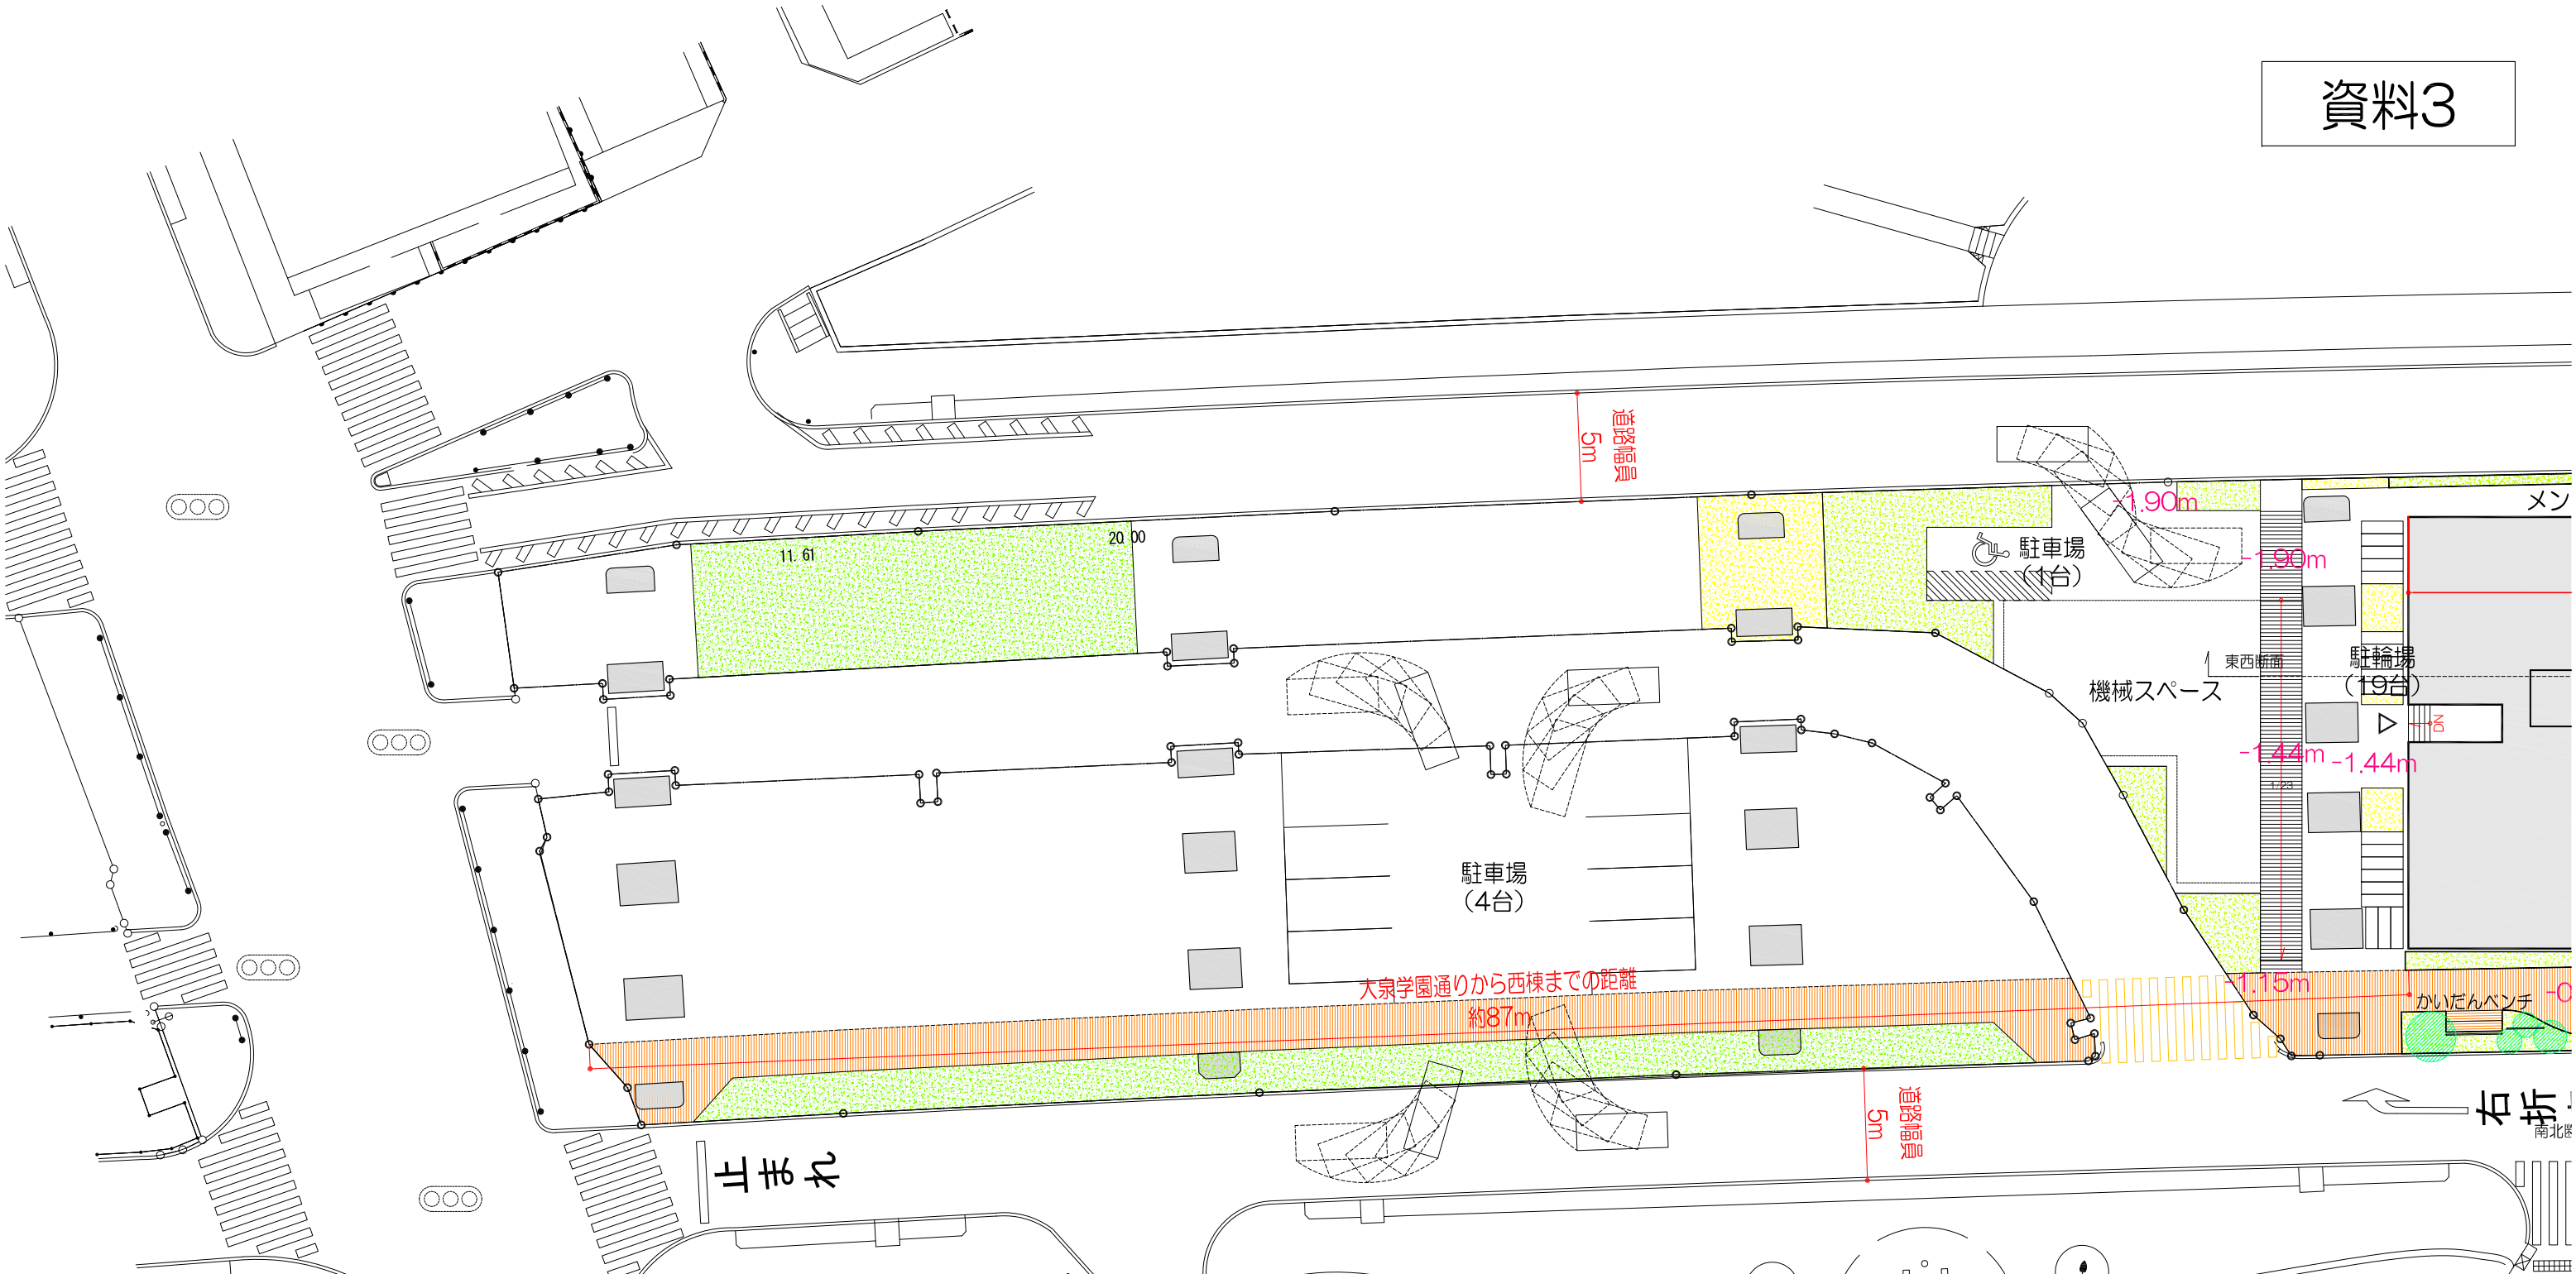 資料3
道路幅員
5m
メン
-1.90m
11. 61
20. 00
駐車場
(1台)
-1.90m
東西断面
駐輪場
(19台)
機械スペース
DN
-1.44m
-1.44m
1/23
駐車場
(4台)
大泉学園通りから西棟までの距離
約87m
-1.15m
かいだんベンチ
-0
道路幅員
5m
右折
南北
止まれ